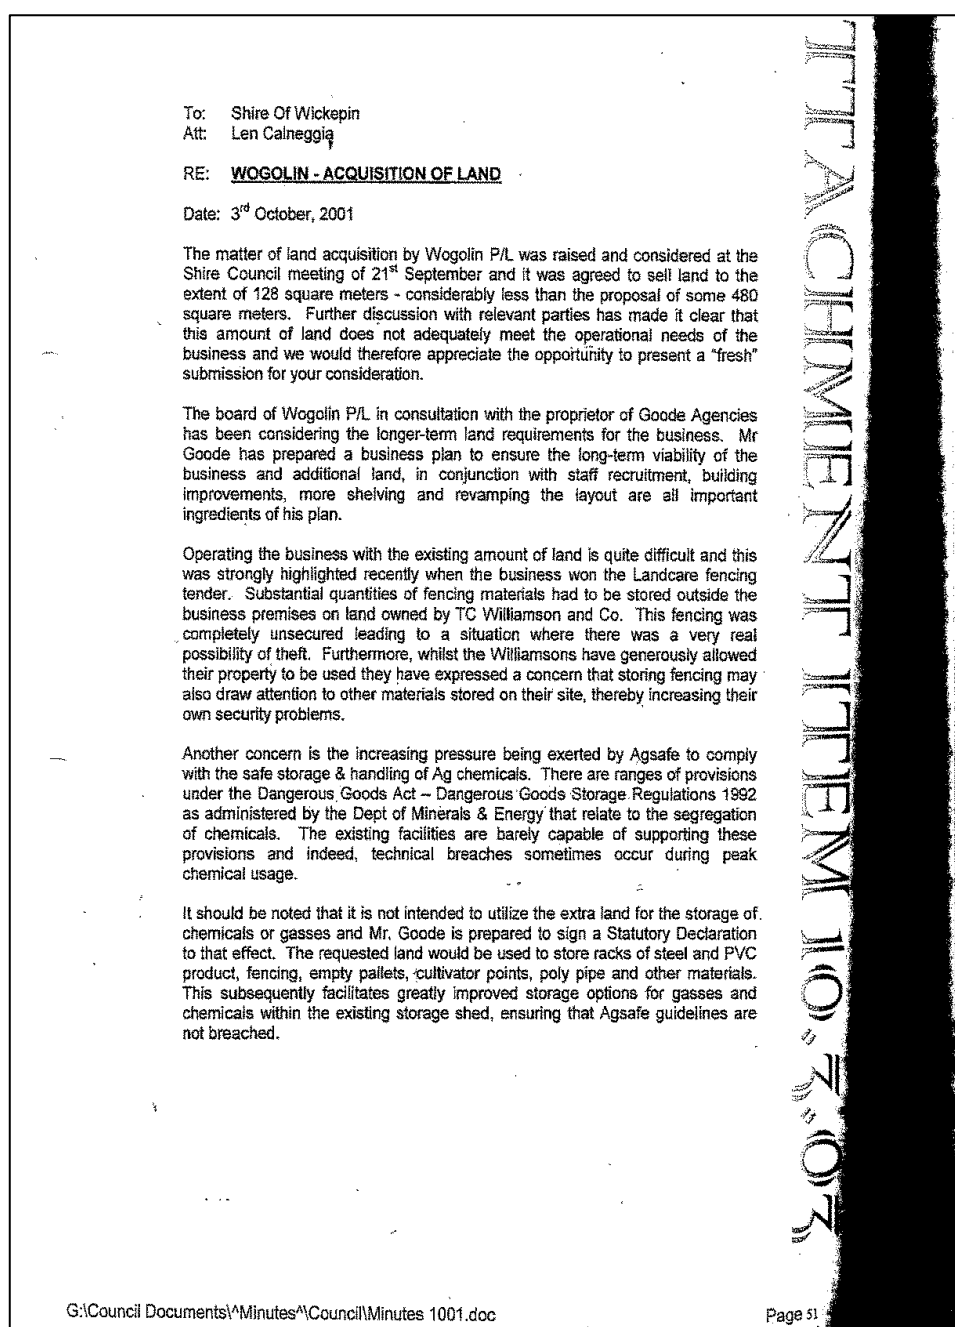 To: Shire Of Wickepin
Att: Len Calneggia
RE: WOGOLIN - ACQUISITION OF LAND
Date: 3rd October, 2001
The matter of land acquisition by Wogolin P/L was raised and considered at the
Shire Council meeting of 21st September and it was agreed to sell land to the
extent of 128 square meters - considerably less than the proposal of some 480
square meters. Further discussion with relevant parties has made it clear that
this amount of land does not adequately meet the operational needs of the
business and we would therefore appreciate the opportunity to present a "fresh"
submission for your consideration.
The board of Wogolin P/L in consultation with the proprietor of Goode Agencies
has been considering the longer-term land requirements for the business. Mr
Goode has prepared a business plan to ensure the long-term viability of the
business and additional land, in conjunction with staff recruitment, building
improvements, more shelving and revamping the layout are all important
ingredients of his plan.
Operating the business with the existing amount of land is quite difficult and this
was strongly highlighted recently when the business won the Landcare fencing
tender. Substantial quantities of fencing materials had to be stored outside the
business premises on land owned by TC Williamson and Co. This fencing was
completely unsecured leading to a situation where there was a very real
possibility of theft. Furthermore, whilst the Williamsons have generously allowed
their property to be used they have expressed a concern that storing fencing may
also draw attention to other materials stored on their site, thereby increasing their
own security problems.
Another concern is the increasing pressure being exerted by Agsafe to comply
with the safe storage & handling of Ag chemicals. There are ranges of provisions
under the Dangerous Goods Act – Dangerous Goods Storage Regulations 1992
as administered by the Dept of Minerals & Energy that relate to the segregation
of chemicals. The existing facilities are barely capable of supporting these
provisions and indeed, technical breaches sometimes occur during peak
chemical usage.
It should be noted that it is not intended to utilize the extra land for the storage of
chemicals or gasses and Mr. Goode is prepared to sign a Statutory Declaration
to that effect. The requested land would be used to store racks of steel and PVC
product, fencing, empty pallets, cultivator points, poly pipe and other materials.
This subsequently facilitates greatly improved storage options for gasses and
chemicals within the existing storage shed, ensuring that Agsafe guidelines are
not breached.
TTACHMENT ITEM 10.7.07
G:\Council Documents\^Minutes^\Council\Minutes 1001.doc
Page 51